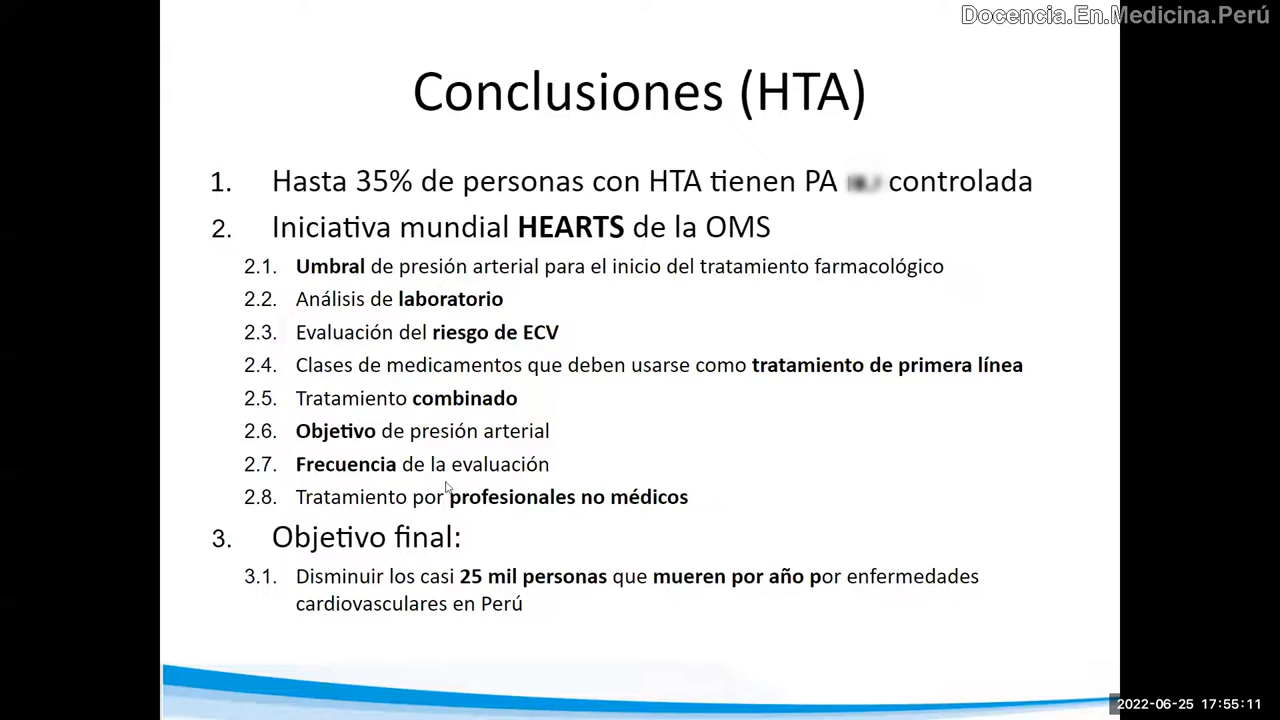 Docencia.En.Medicina.Perú
Conclusiones (HTA)
1. Hasta 35% de personas con HTA tienen PA controlada
2. Iniciativa mundial HEARTS de la OMS
2.1. Umbral de presión arterial para el inicio del tratamiento farmacológico
2.2. Análisis de laboratorio
2.3. Evaluación del riesgo de ECV
2.4. Clases de medicamentos que deben usarse como tratamiento de primera línea
2.5. Tratamiento combinado
2.6. Objetivo de presión arterial
2.7. Frecuencia de la evaluación
2.8. Tratamiento por profesionales no médicos
3. Objetivo final:
3.1. Disminuir los casi 25 mil personas que mueren por año por enfermedades
cardiovasculares en Perú
2022-06-25 17:55:11